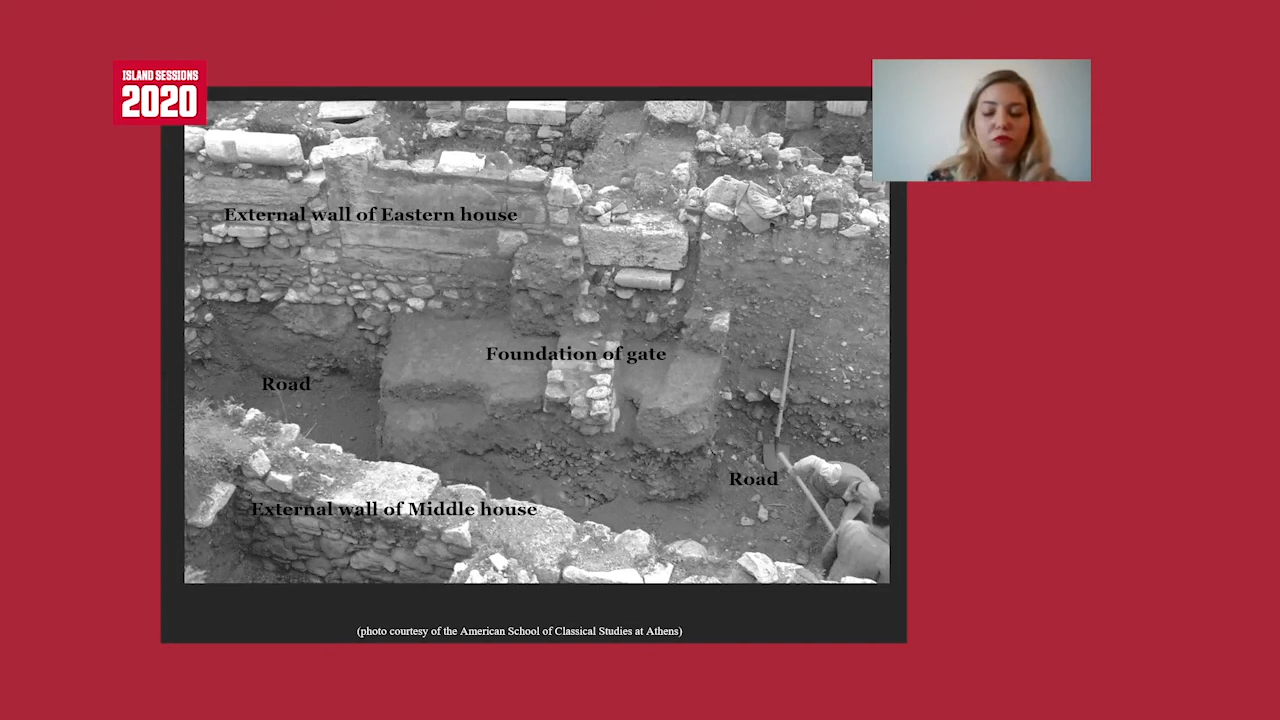 ISLAND SESSIONS
2020
External wall of Eastern house
Foundation of gate
Road
Road
External wall of Middle house
(photo courtesy of the American School of Classical Studies at Athens)